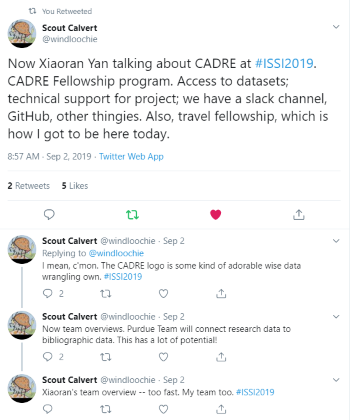 You Retweeted
Scout Calvert
@windloochie
Now Xiaoran Yan talking about CADRE at #ISSI2019.
CADRE Fellowship program. Access to datasets;
technical support for project; we have a slack channel,
GitHub, other thingies. Also, travel fellowship, which is
how I got to be here today.
8:57 AM · Sep 2, 2019 · Twitter Web App
2 Retweets 5 Likes
Scout Calvert @windloochie · Sep 2
Replying to @windloochie
I mean, c'mon. The CADRE logo is some kind of adorable wise data
wrangling own. #ISSI2019
2
Scout Calvert @windloochie · Sep 2
Now team overviews. Purdue Team will connect research data to
bibliographic data. This has a lot of potential!
2
Scout Calvert @windloochie · Sep 2
Xiaoran's team overview -- too fast. My team too. #ISSI2019